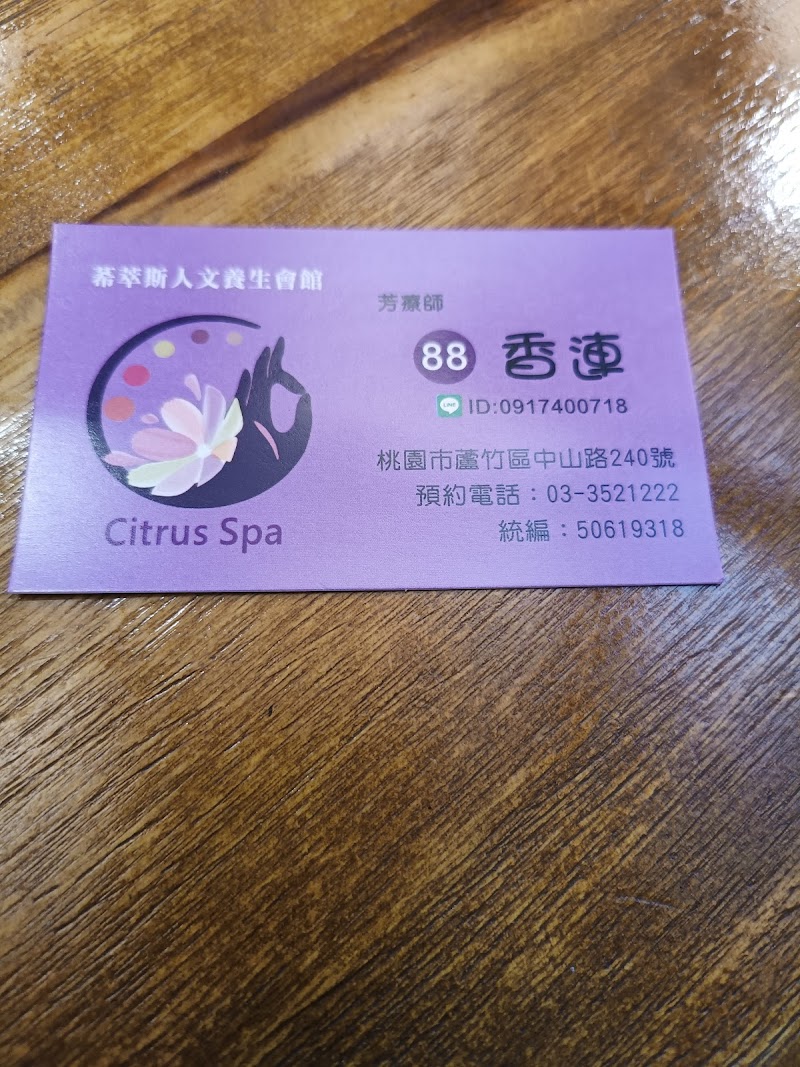 蒂萃斯人文養生會館
Citrus Spa
芳療師
88 香連
LINE ID:0917400718
桃園市蘆竹區中山路240號
預約電話：03-3521222
統編：50619318